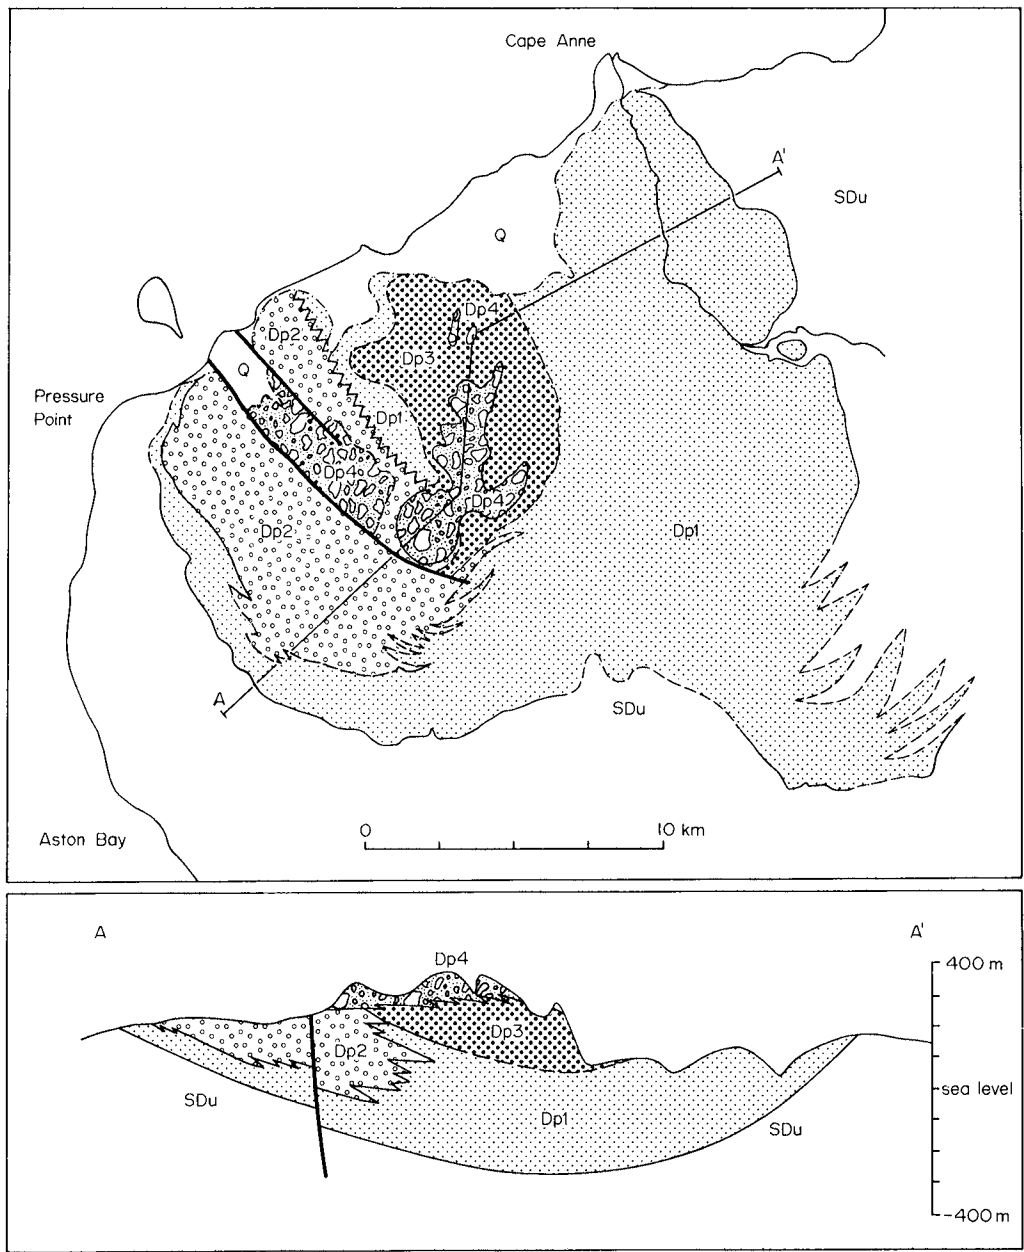 Cape Anne
A'
SDu
Q
Dp4
Dp2
Dp3
Q
Pressure
Point
Dp1
Dp4
Dp4?
Dp2
Dp1
A
SDu
0 10 km
Aston Bay
A A'
Dp4
400 m
Dp3
Dp2
sea level
SDu
Dp1
SDu
-400 m